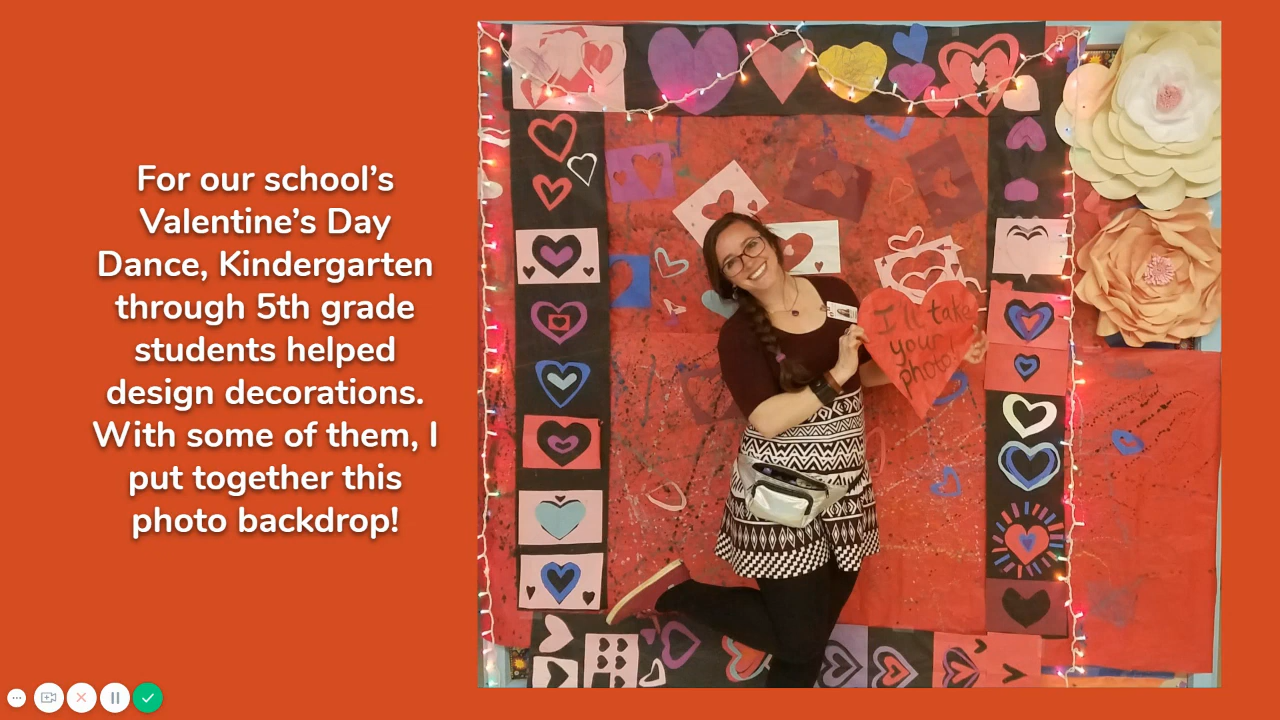 For our school’s
Valentine’s Day
Dance, Kindergarten
through 5th grade
students helped
design decorations.
With some of them, I
put together this
photo backdrop!
I'll take
your
photo!